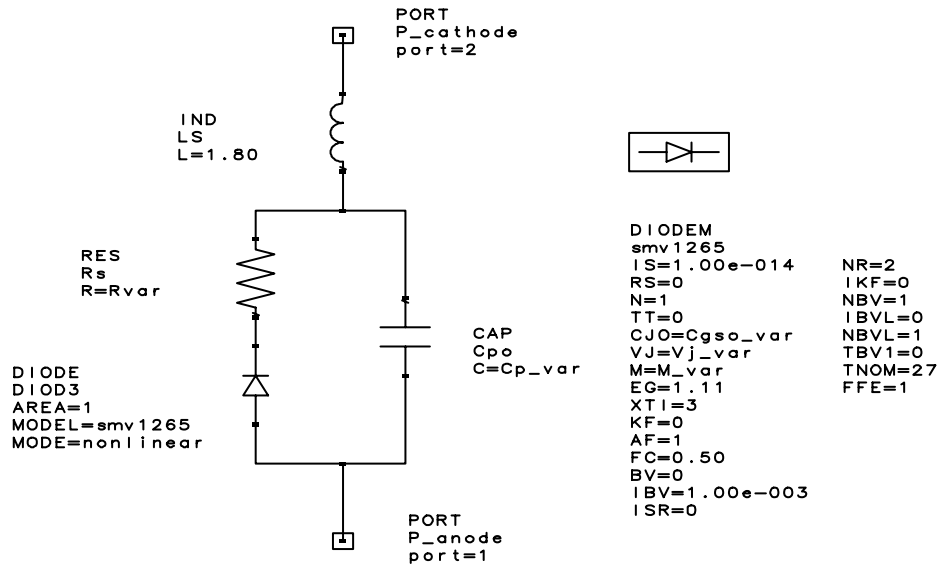 PORT
P_cathode
port=2
IND
LS
L=1.80
RES
Rs
R=Rvar
CAP
Cpo
C=Cp_var
DIODE
DIOD3
AREA=1
MODEL=smv1265
MODE=nonlinear
PORT
P_anode
port=1
DIODEM
smv1265
IS=1.00e-014
RS=0
N=1
TT=0
CJO=Cgso_var
VJ=Vj_var
M=M_var
EG=1.11
XTI=3
KF=0
AF=1
FC=0.50
BV=0
IBV=1.00e-003
ISR=0
NR=2
IKF=0
NBV=1
IBVL=0
NBVL=1
TBV1=0
TNOM=27
FFE=1